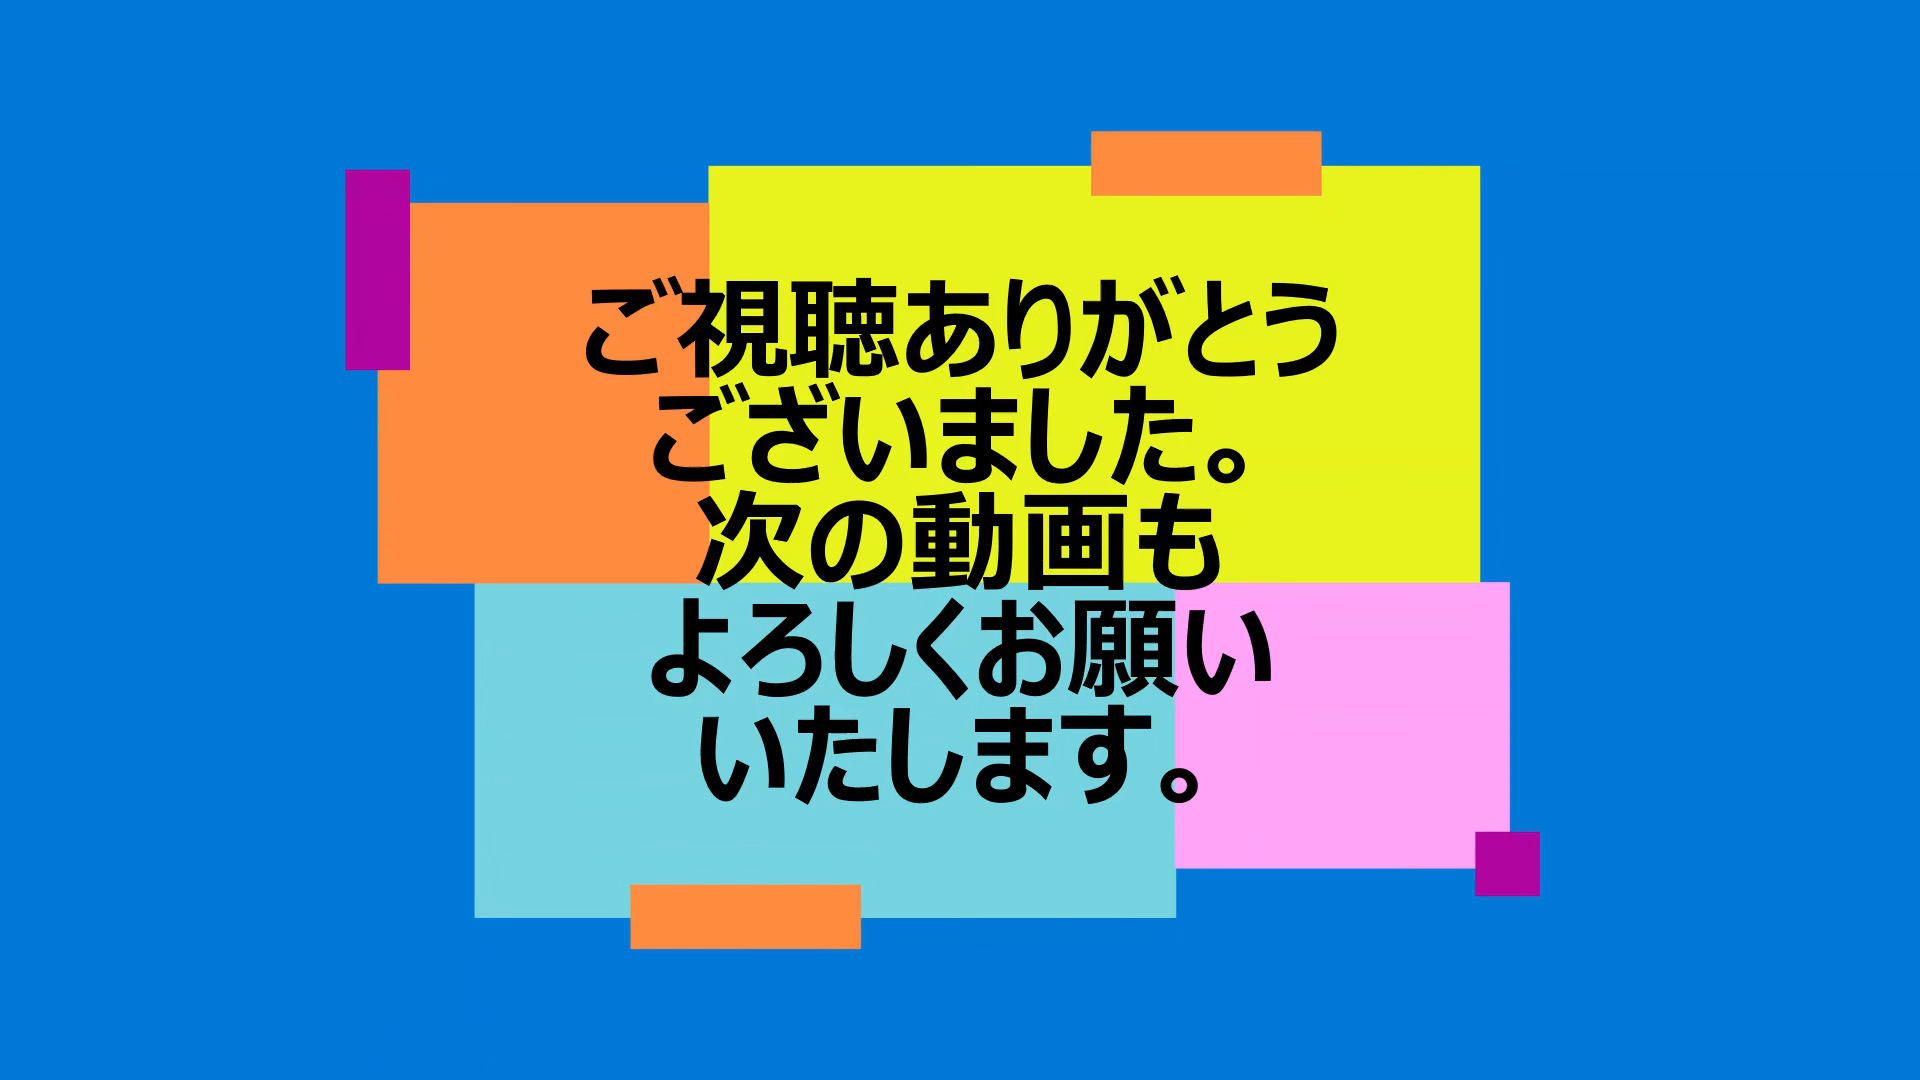 ご視聴ありがとう
ございました。
次の動画も
よろしくお願い
いたします。